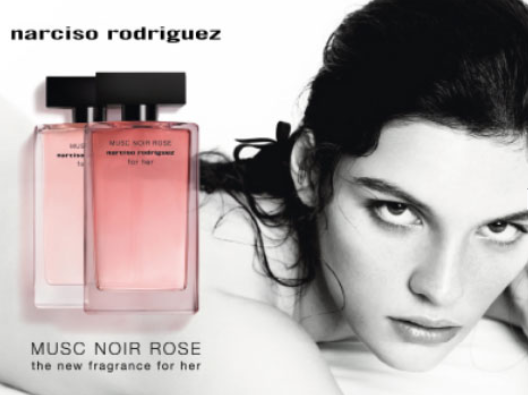 narciso rodriguez
MUSC NOIR ROSE
narciso rodriguez
for her
MUSC NOIR ROSE
the new fragrance for her